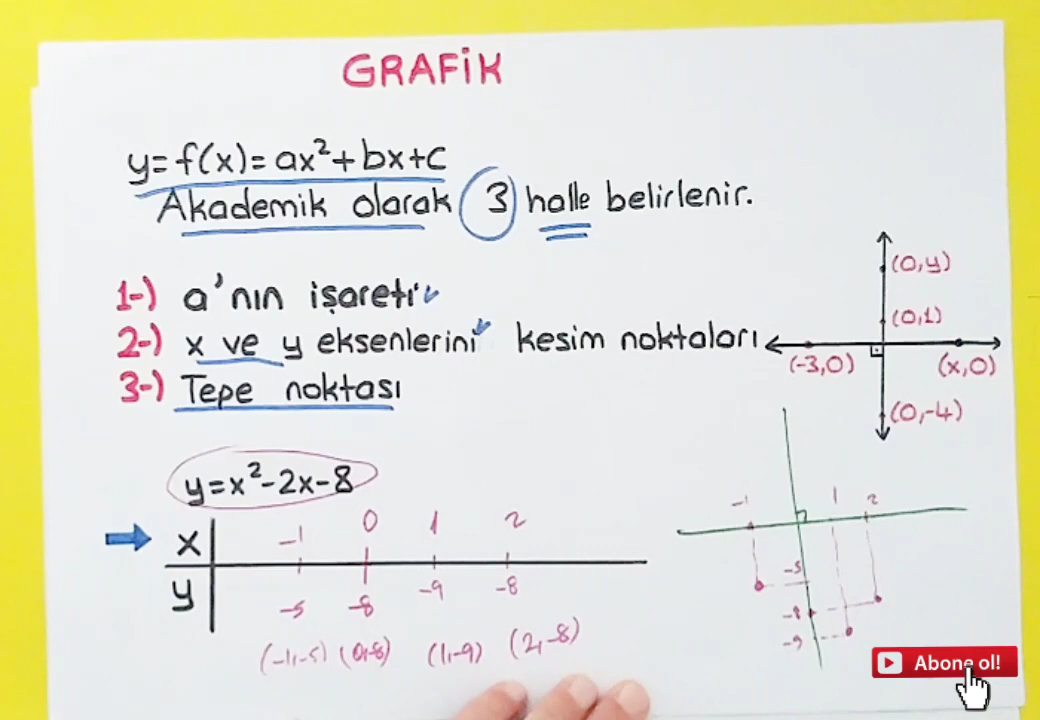 GRAFİK
y=f(x)=ax²+bx+c
Akademik olarak 3 halle belirlenir.
1-) a'nın işareti
2-) x ve y eksenlerini kesim noktaları
3-) Tepe noktası
(0,y)
(0,1)
(-3,0) (x,0)
(0,-4)
y=x²-2x-8
x -1 0 1 2
y -5 -8 -9 -8
(-1,-5) (0,-8) (1,-9) (2,-8)
-1 1 2
-5
-8
-9
Abone ol!